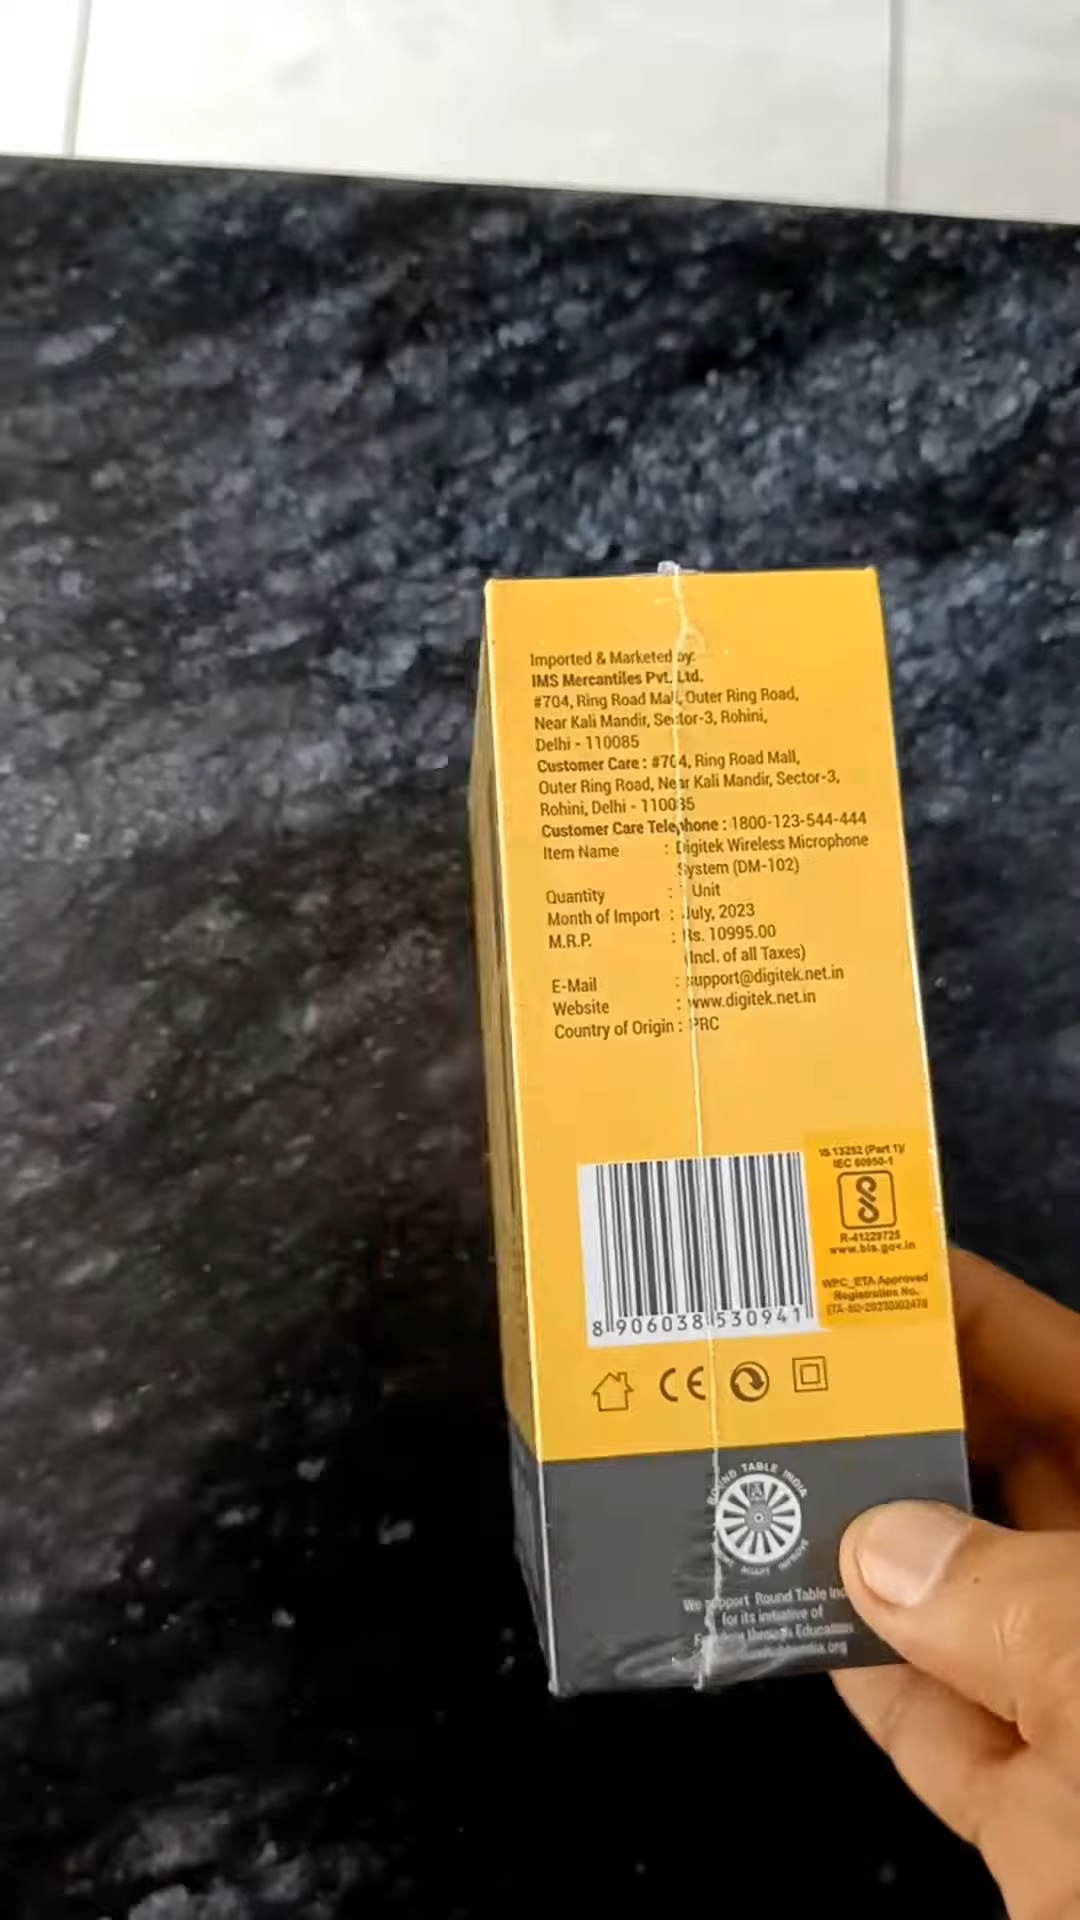 Imported & Marketed by:
IMS Mercantiles Pvt. Ltd.
#704, Ring Road Mall, Outer Ring Road,
Near Kali Mandir, Sector-3, Rohini,
Delhi - 110085
Customer Care : #704, Ring Road Mall,
Outer Ring Road, Near Kali Mandir, Sector-3,
Rohini, Delhi - 110085
Customer Care Telephone : 1800-123-544-444
Item Name : Digitek Wireless Microphone
System (DM-102)
Quantity : Unit
Month of Import : July, 2023
M.R.P. : Rs. 10995.00
(Incl. of all Taxes)
E-Mail : support@digitek.net.in
Website : www.digitek.net.in
Country of Origin : PRC
IS 13252 (Part 1)/
IEC 60950-1
R-41229725
www.bis.gov.in
WPC_ETA Approved
Registration No.
8 906038 530941
CE
ROUND TABLE INDIA
ADAPT IMPROVE
We support Round Table
for its initiative of
through Education